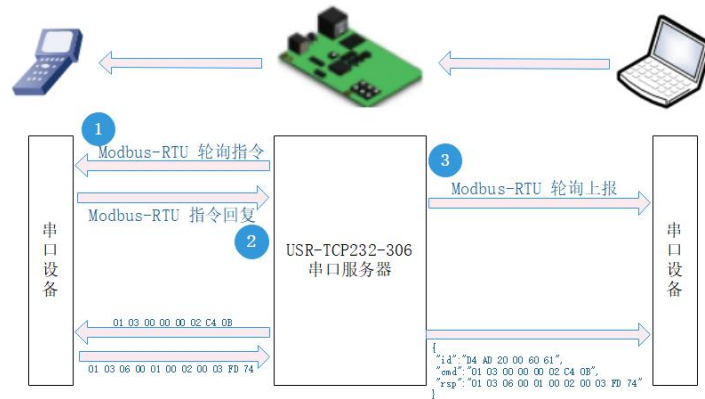 1
Modbus-RTU 轮询指令
3
Modbus-RTU 轮询上报
Modbus-RTU 指令回复
2
串口设备
USR-TCP232-306
串口服务器
串口设备
01 03 00 00 00 02 C4 0B
01 03 06 00 01 00 02 00 03 FD 74
{
"id":"D4 AD 20 00 60 61",
"cmd":"01 03 00 00 00 02 C4 0B",
"rsp":"01 03 06 00 01 00 02 00 03 FD 74"
}